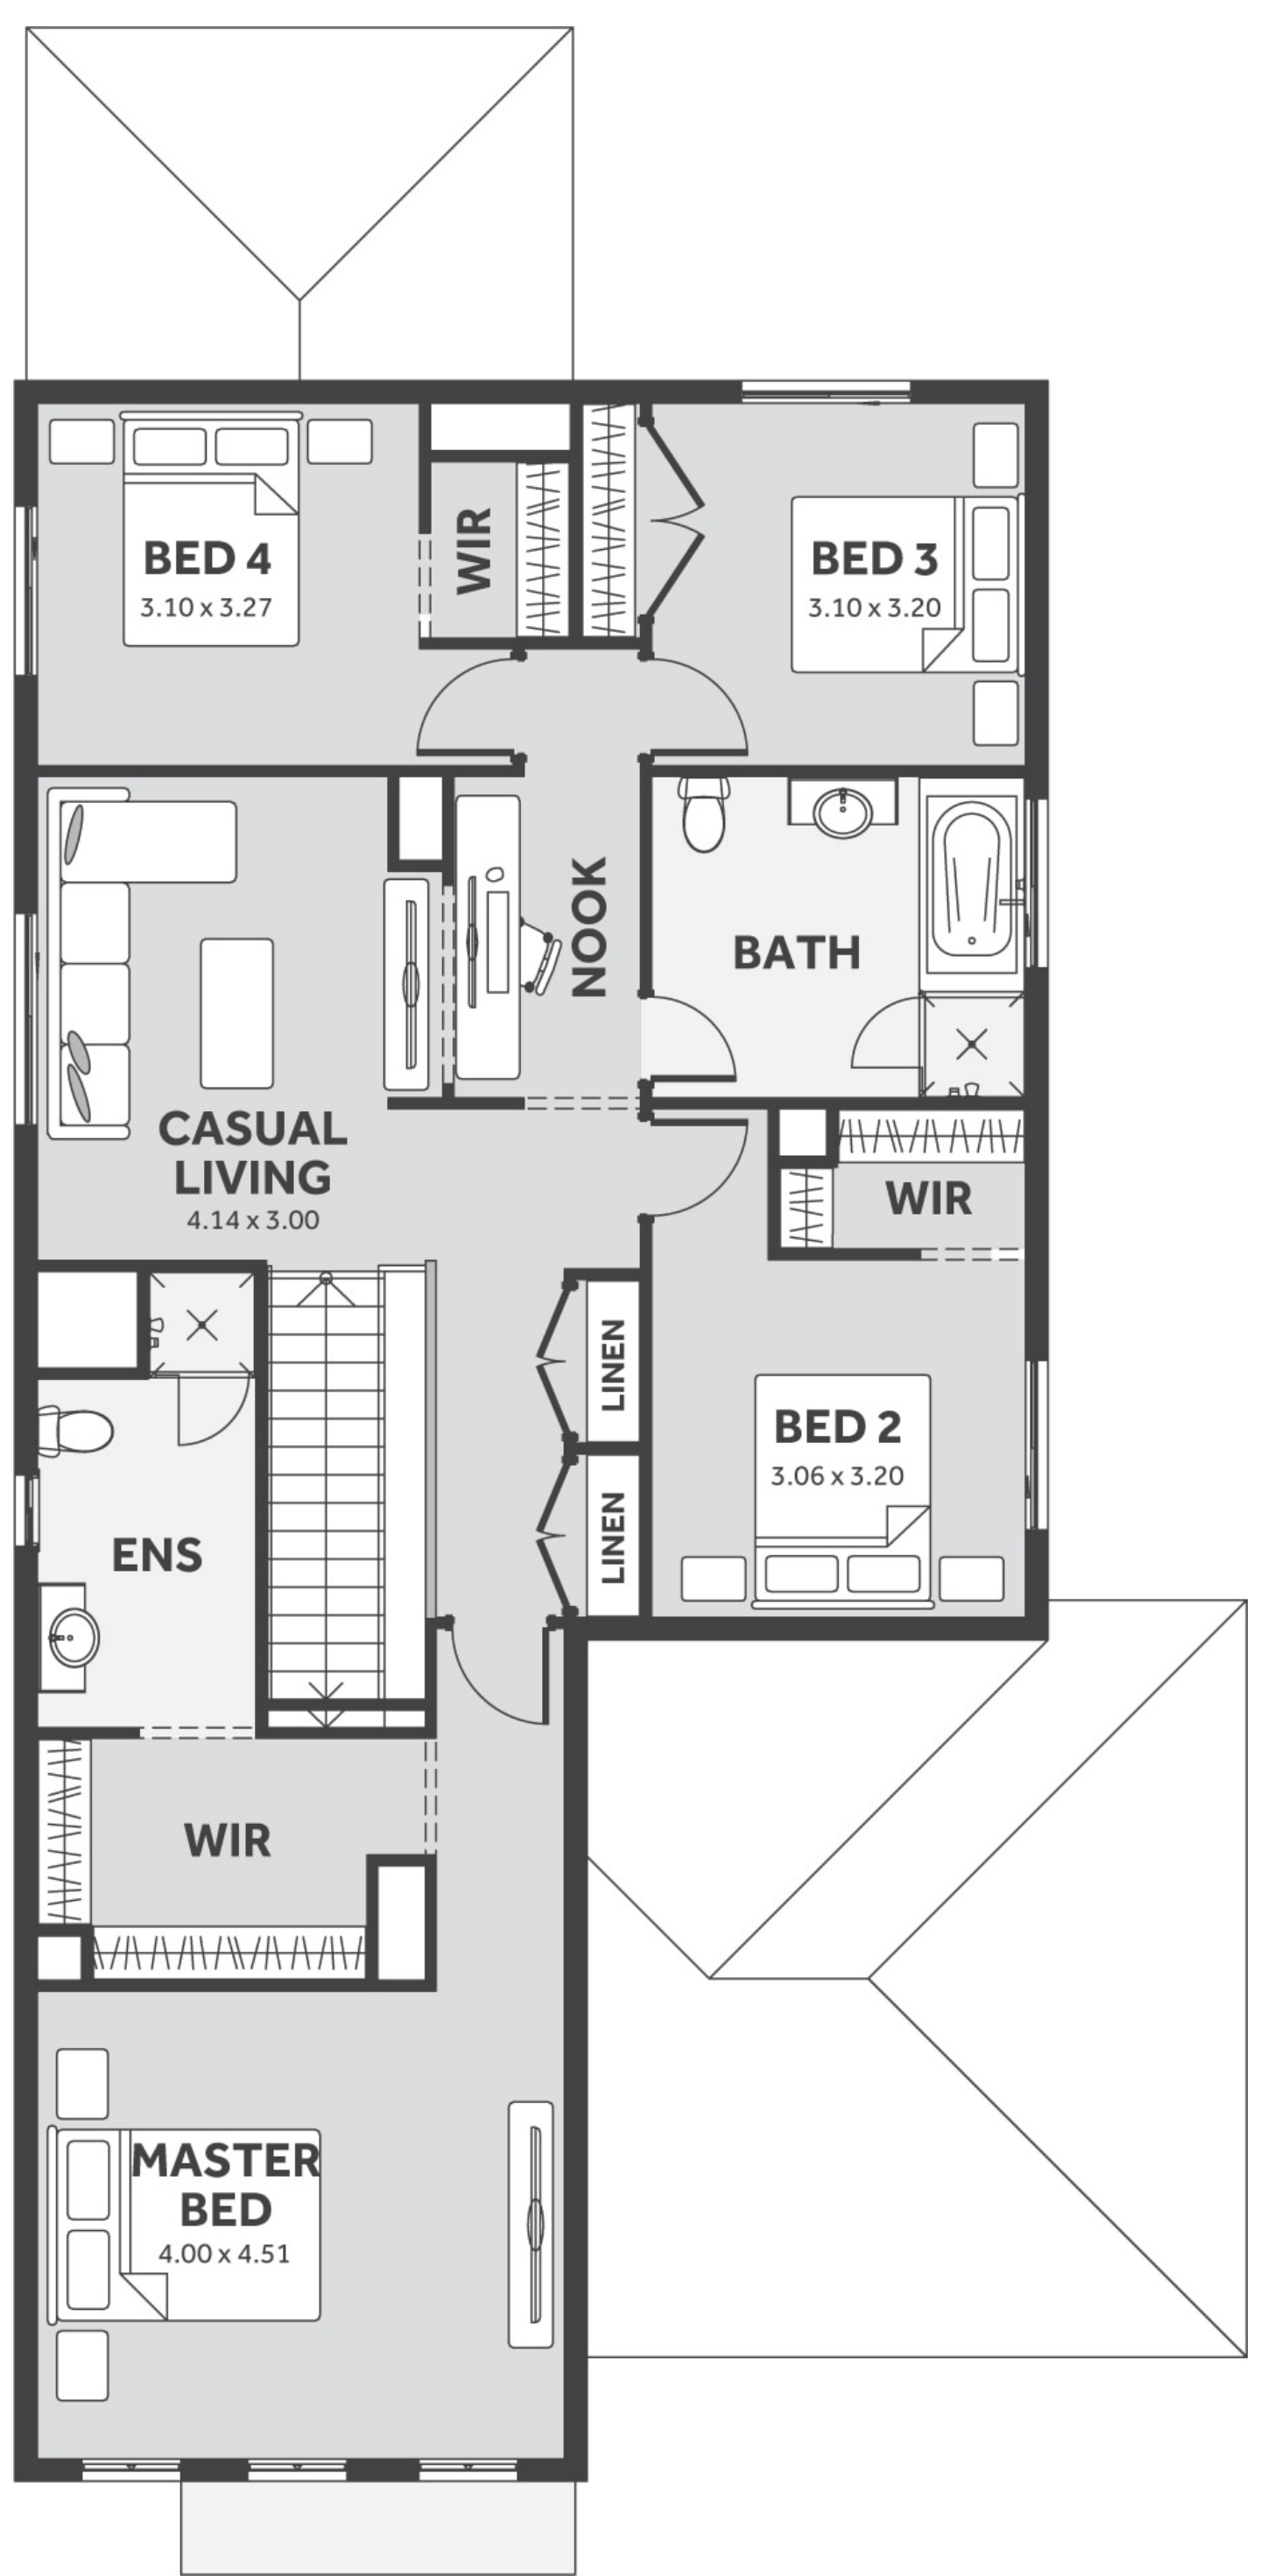 WIR
BED 4
3.10 x 3.27
BED 3
3.10 x 3.20
NOOK
BATH
CASUAL
LIVING
4.14 x 3.00
WIR
LINEN
BED 2
3.06 x 3.20
LINEN
ENS
WIR
MASTER
BED
4.00 x 4.51